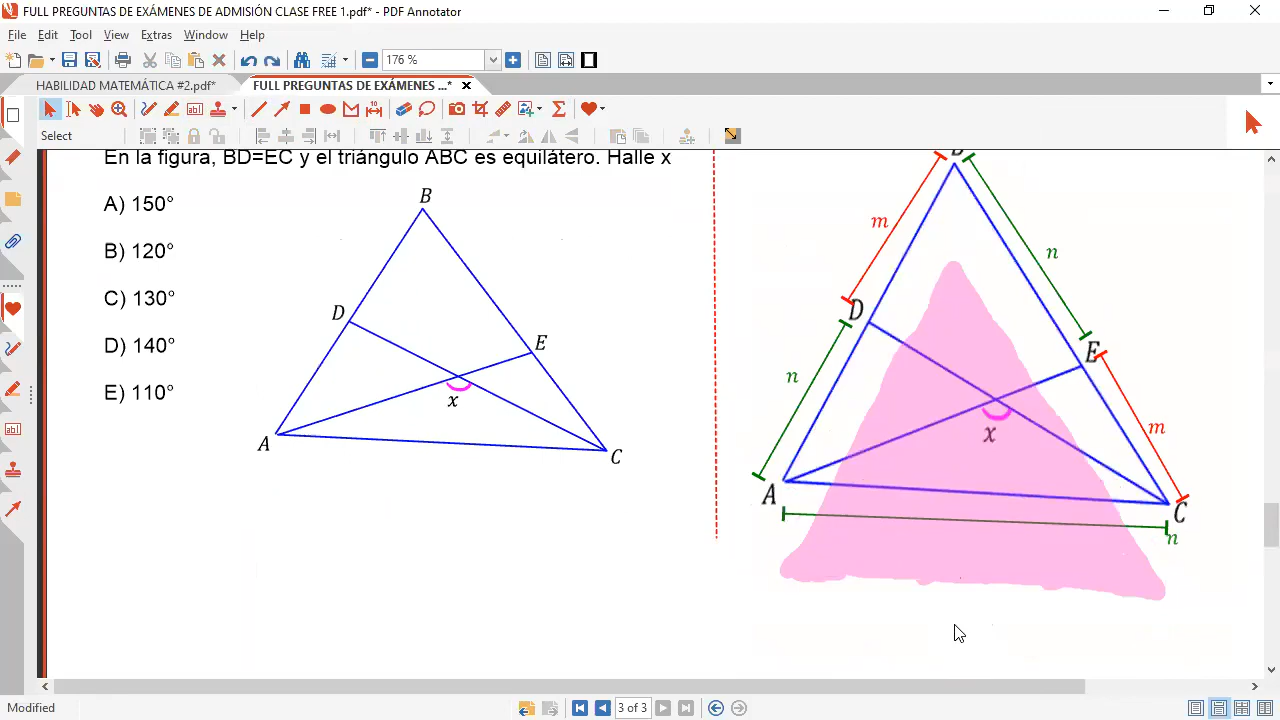 FULL PREGUNTAS DE EXÁMENES DE ADMISIÓN CLASE FREE 1.pdf* - PDF Annotator
File Edit Tool View Extras Window Help
176 %
HABILIDAD MATEMÁTICA #2.pdf* FULL PREGUNTAS DE EXÁMENES ...*
Select
En la figura, BD=EC y el triángulo ABC es equilátero. Halle x
A) 150°
B) 120°
C) 130°
D) 140°
E) 110°
B
D
E
x
A
C
m
n
D
E
n
x
m
A
C
n
Modified
3 of 3